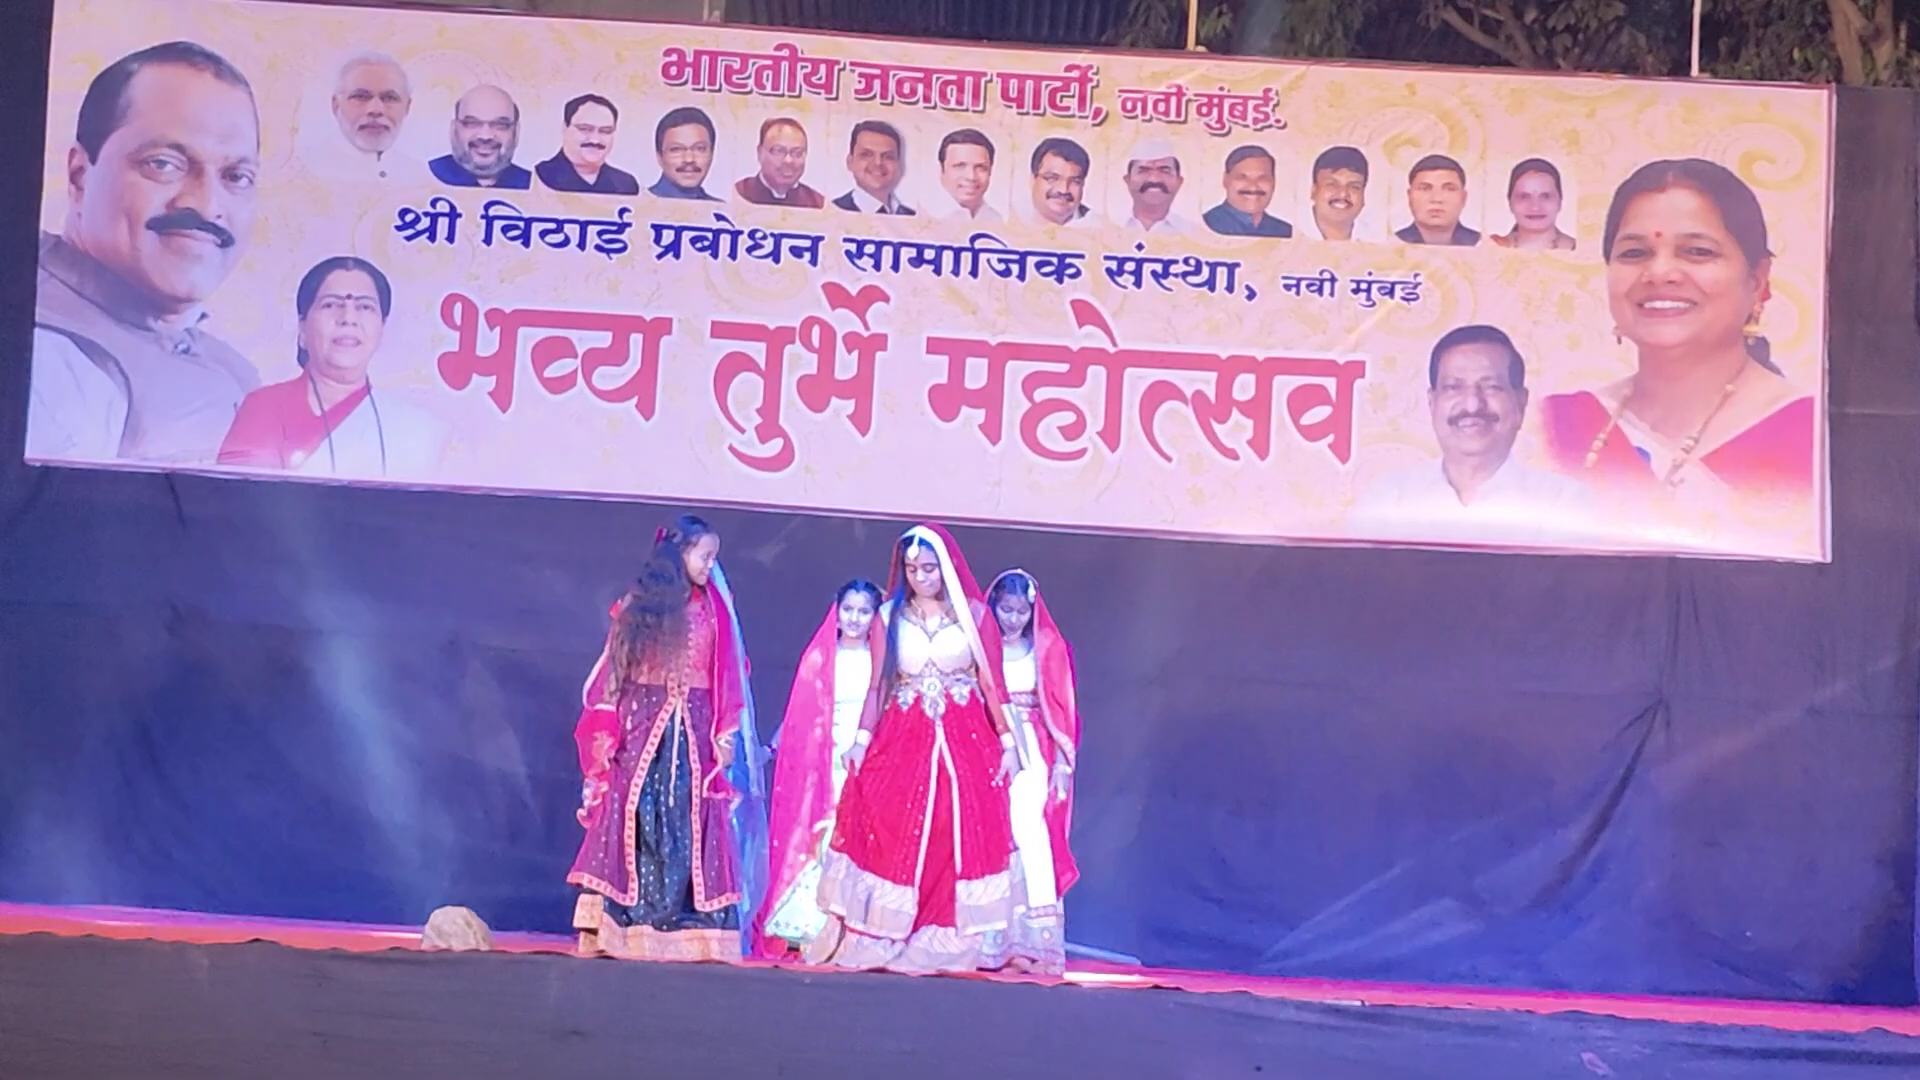 भारतीय जनता पार्टी, नवी मुंबई.
श्री विठाई प्रबोधन सामाजिक संस्था, नवी मुंबई
भव्य तुर्भे महोत्सव